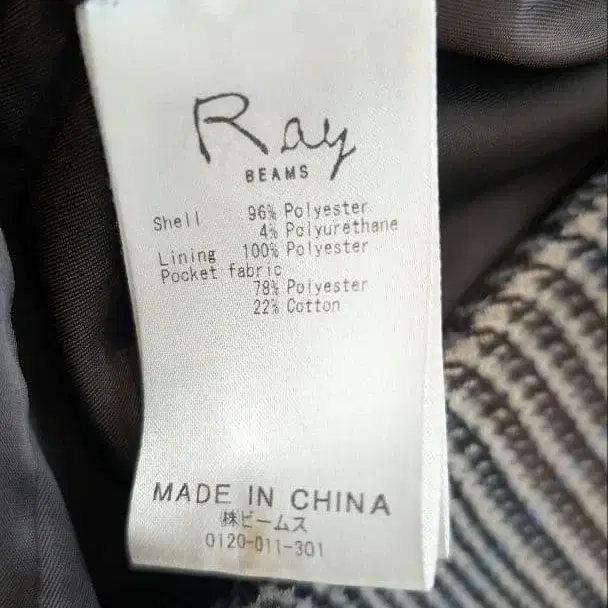 Ray
BEAMS
Shell 96% Polyester
4% Polyurethane
Lining 100% Polyester
Pocket fabric
78% Polyester
22% Cotton
MADE IN CHINA
㈱ビームス
0120-011-301